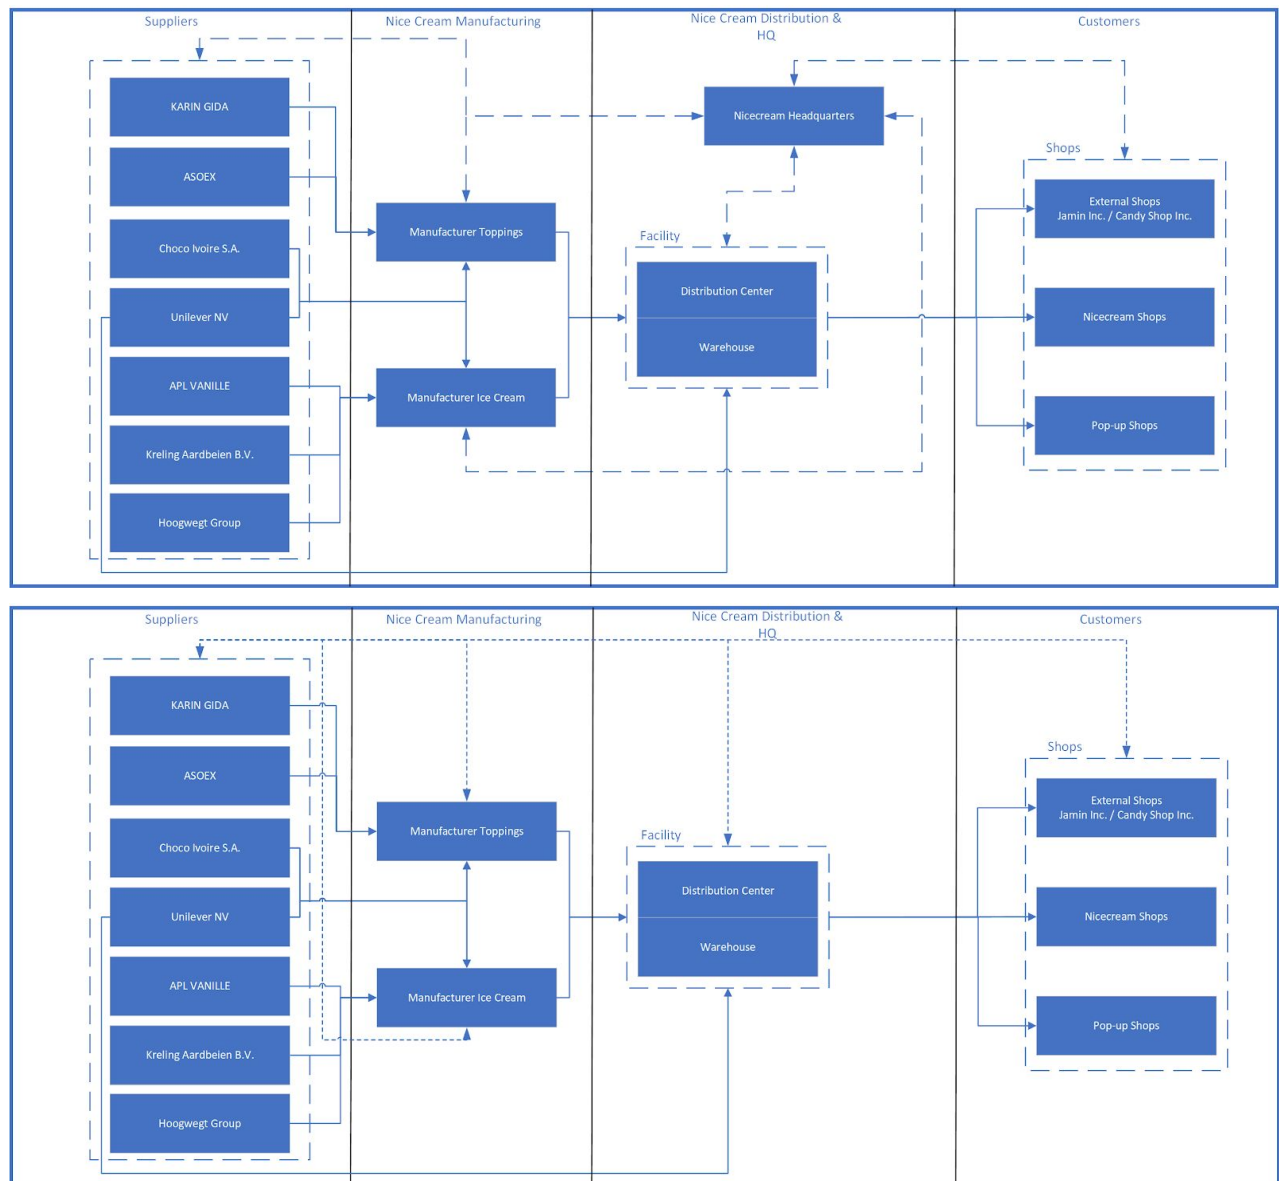 Suppliers
Nice Cream Manufacturing
Nice Cream Distribution &
HQ
Customers
KARIN GIDA
ASOEX
Choco Ivoire S.A.
Unilever NV
APL VANILLE
Kreling Aardbeien B.V.
Hoogwegt Group
Manufacturer Toppings
Manufacturer Ice Cream
Nicecream Headquarters
Facility
Distribution Center
Warehouse
Shops
External Shops
Jamin Inc. / Candy Shop Inc.
Nicecream Shops
Pop-up Shops
Suppliers
Nice Cream Manufacturing
Nice Cream Distribution &
HQ
Customers
KARIN GIDA
ASOEX
Choco Ivoire S.A.
Unilever NV
APL VANILLE
Kreling Aardbeien B.V.
Hoogwegt Group
Manufacturer Toppings
Manufacturer Ice Cream
Facility
Distribution Center
Warehouse
Shops
External Shops
Jamin Inc. / Candy Shop Inc.
Nicecream Shops
Pop-up Shops